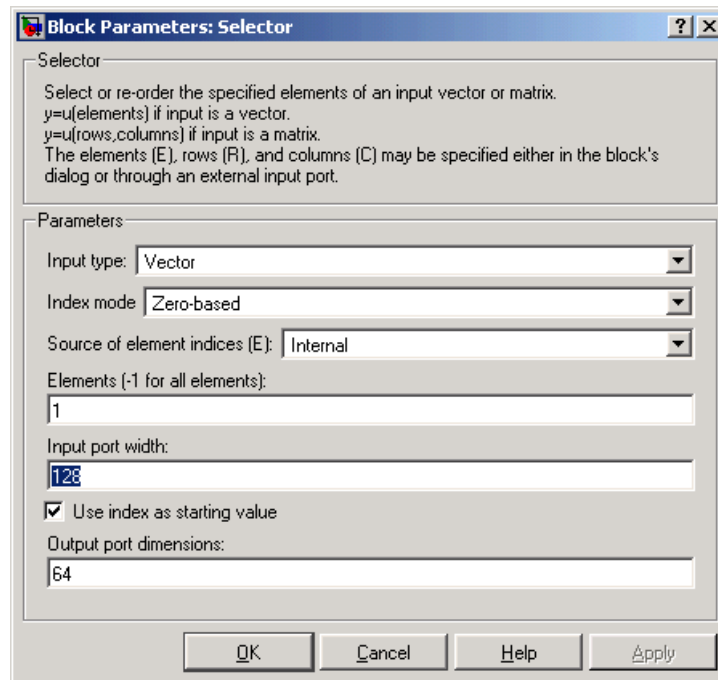 Block Parameters: Selector
Selector
Select or re-order the specified elements of an input vector or matrix.
y=u(elements) if input is a vector.
y=u(rows,columns) if input is a matrix.
The elements (E), rows (R), and columns (C) may be specified either in the block's
dialog or through an external input port.
Parameters
Input type: Vector
Index mode Zero-based
Source of element indices (E): Internal
Elements (-1 for all elements):
1
Input port width:
128
Use index as starting value
Output port dimensions:
64
OK Cancel Help Apply